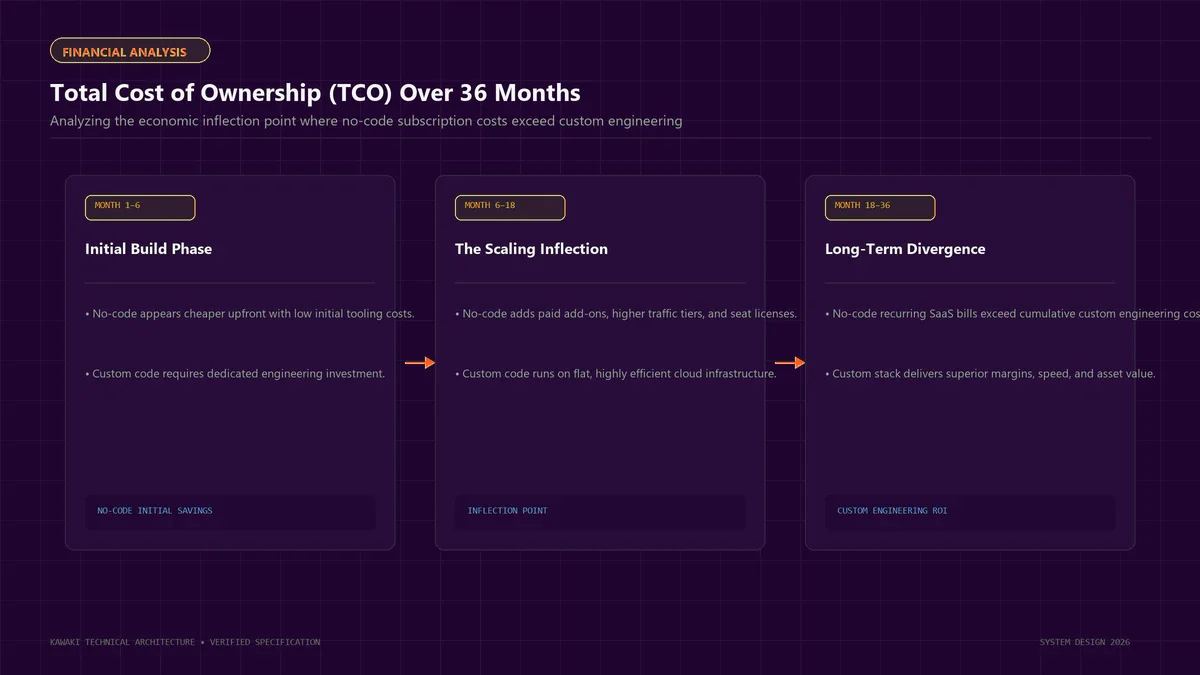 FINANCIAL ANALYSIS
Total Cost of Ownership (TCO) Over 36 Months
Analyzing the economic inflection point where no-code subscription costs exceed custom engineering
MONTH 1–6
Initial Build Phase
• No-code appears cheaper upfront with low initial tooling costs.
• Custom code requires dedicated engineering investment.
NO-CODE INITIAL SAVINGS
MONTH 6–18
The Scaling Inflection
• No-code adds paid add-ons, higher traffic tiers, and seat licenses.
• Custom code runs on flat, highly efficient cloud infrastructure.
INFLECTION POINT
MONTH 18–36
Long-Term Divergence
• No-code recurring SaaS bills exceed cumulative custom engineering cos
• Custom stack delivers superior margins, speed, and asset value.
CUSTOM ENGINEERING ROI
KAWAKI TECHNICAL ARCHITECTURE • VERIFIED SPECIFICATION
SYSTEM DESIGN 2026